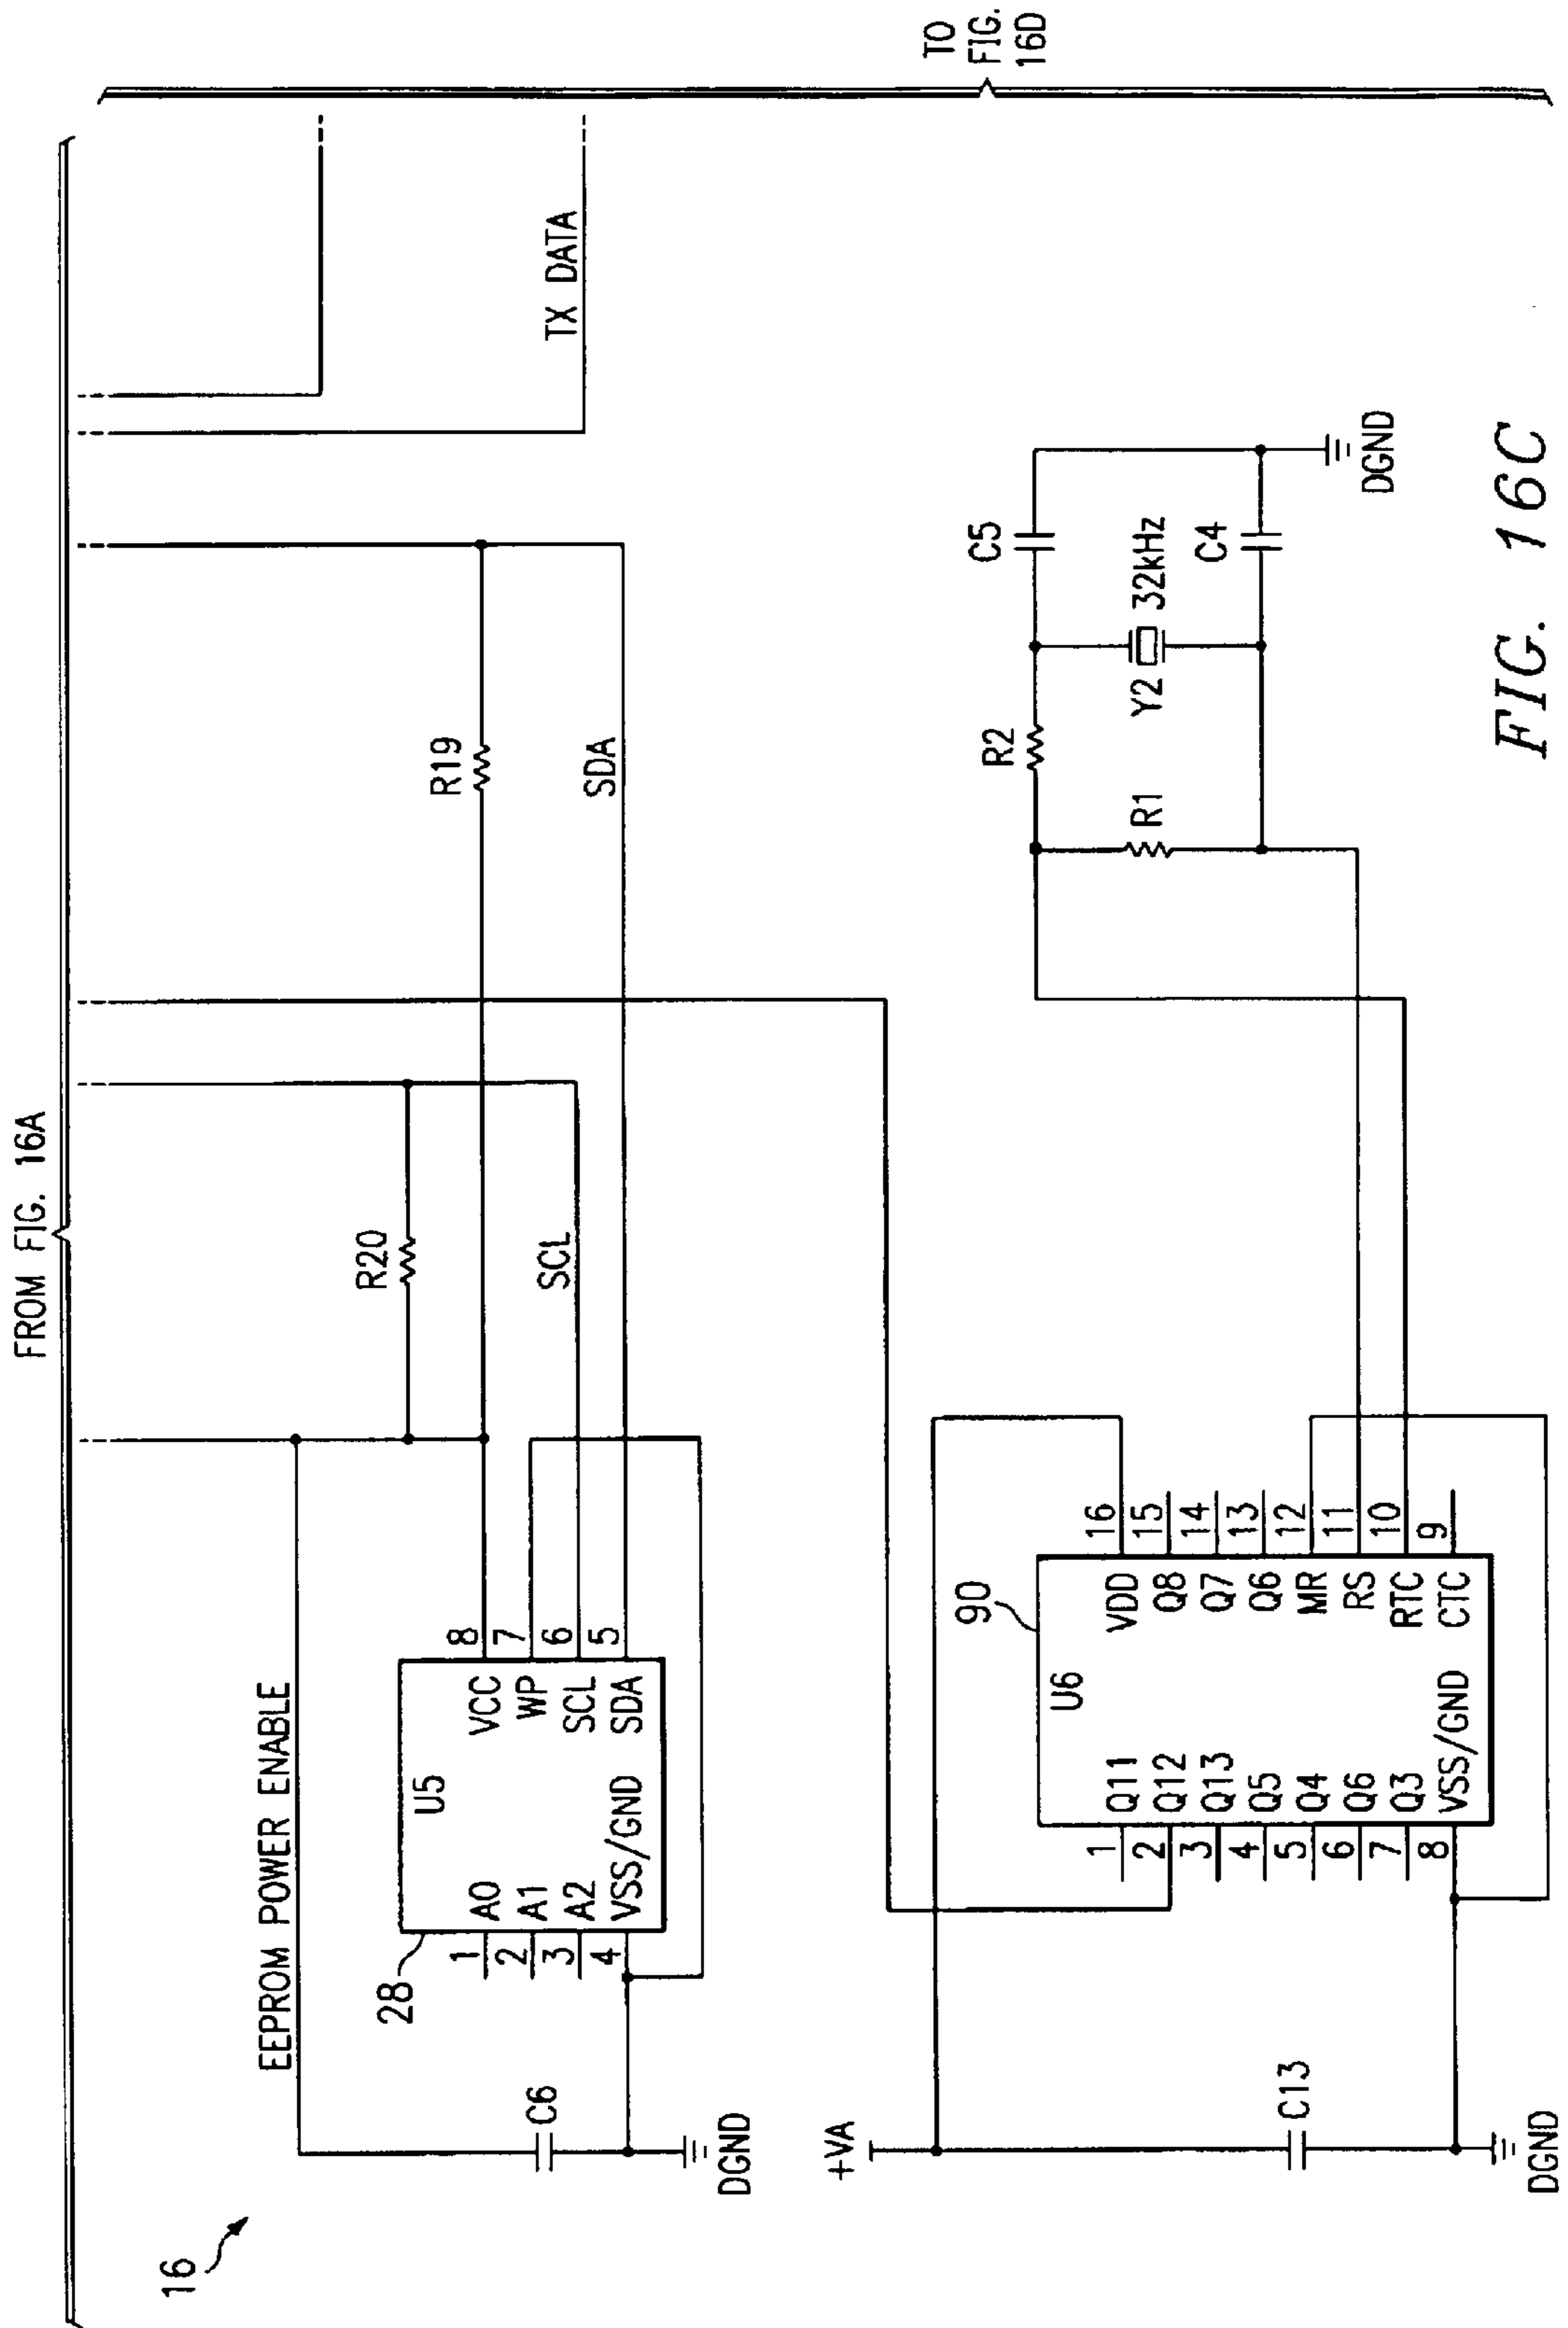 FROM FIG. 16A
16
EEPROM POWER ENABLE
R20
R19
TX DATA
TO
FIG.
16D
28
U5
1 A0 VCC 8
2 A1 WP 7
3 A2 SCL 6
4 VSS/GND SDA 5
SCL
SDA
C6
DGND
+VA
90
U6
1 Q11 VDD 16
2 Q12 Q8 15
3 Q13 Q7 14
4 Q5 Q6 13
5 Q4 MR 12
6 Q6 RS 11
7 Q3 RTC 10
8 VSS/GND CTC 9
C13
DGND
R2
R1
C5
Y2 32kHz
C4
DGND
FIG. 16C